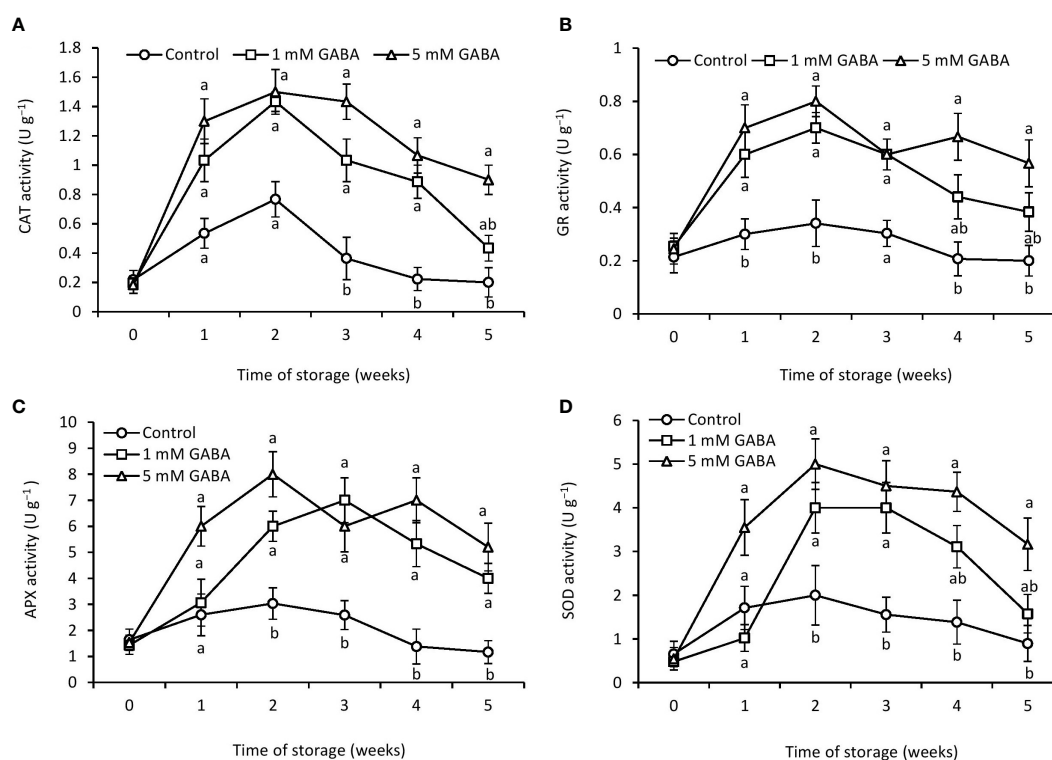 A
CAT activity (U g⁻¹)
1.8
1.6
1.4
1.2
1
0.8
0.6
0.4
0.2
0
Control 1 mM GABA 5 mM GABA
a a a a a
a a a ab
a a b b b
0 1 2 3 4 5
Time of storage (weeks)
B
GR activity (U g⁻¹)
1
0.8
0.6
0.4
0.2
0
Control 1 mM GABA 5 mM GABA
a a a a
a a a ab ab
b b a b b
0 1 2 3 4 5
Time of storage (weeks)
C
APX activity (U g⁻¹)
10
9
8
7
6
5
4
3
2
1
0
Control
1 mM GABA
5 mM GABA
a a a a a
a a a a a
a b b b b
0 1 2 3 4 5
Time of storage (weeks)
D
SOD activity (U g⁻¹)
6
5
4
3
2
1
0
Control
1 mM GABA
5 mM GABA
a a a a a
a a a ab ab
a b b b b
0 1 2 3 4 5
Time of storage (weeks)